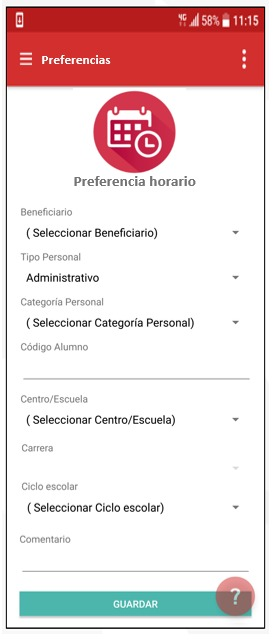 4G 58% 11:15
Preferencias
Preferencia horario
Beneficiario
( Seleccionar Beneficiario)
Tipo Personal
Administrativo
Categoría Personal
( Seleccionar Categoría Personal)
Código Alumno
Centro/Escuela
( Seleccionar Centro/Escuela)
Carrera
Ciclo escolar
( Seleccionar Ciclo escolar)
Comentario
GUARDAR
?